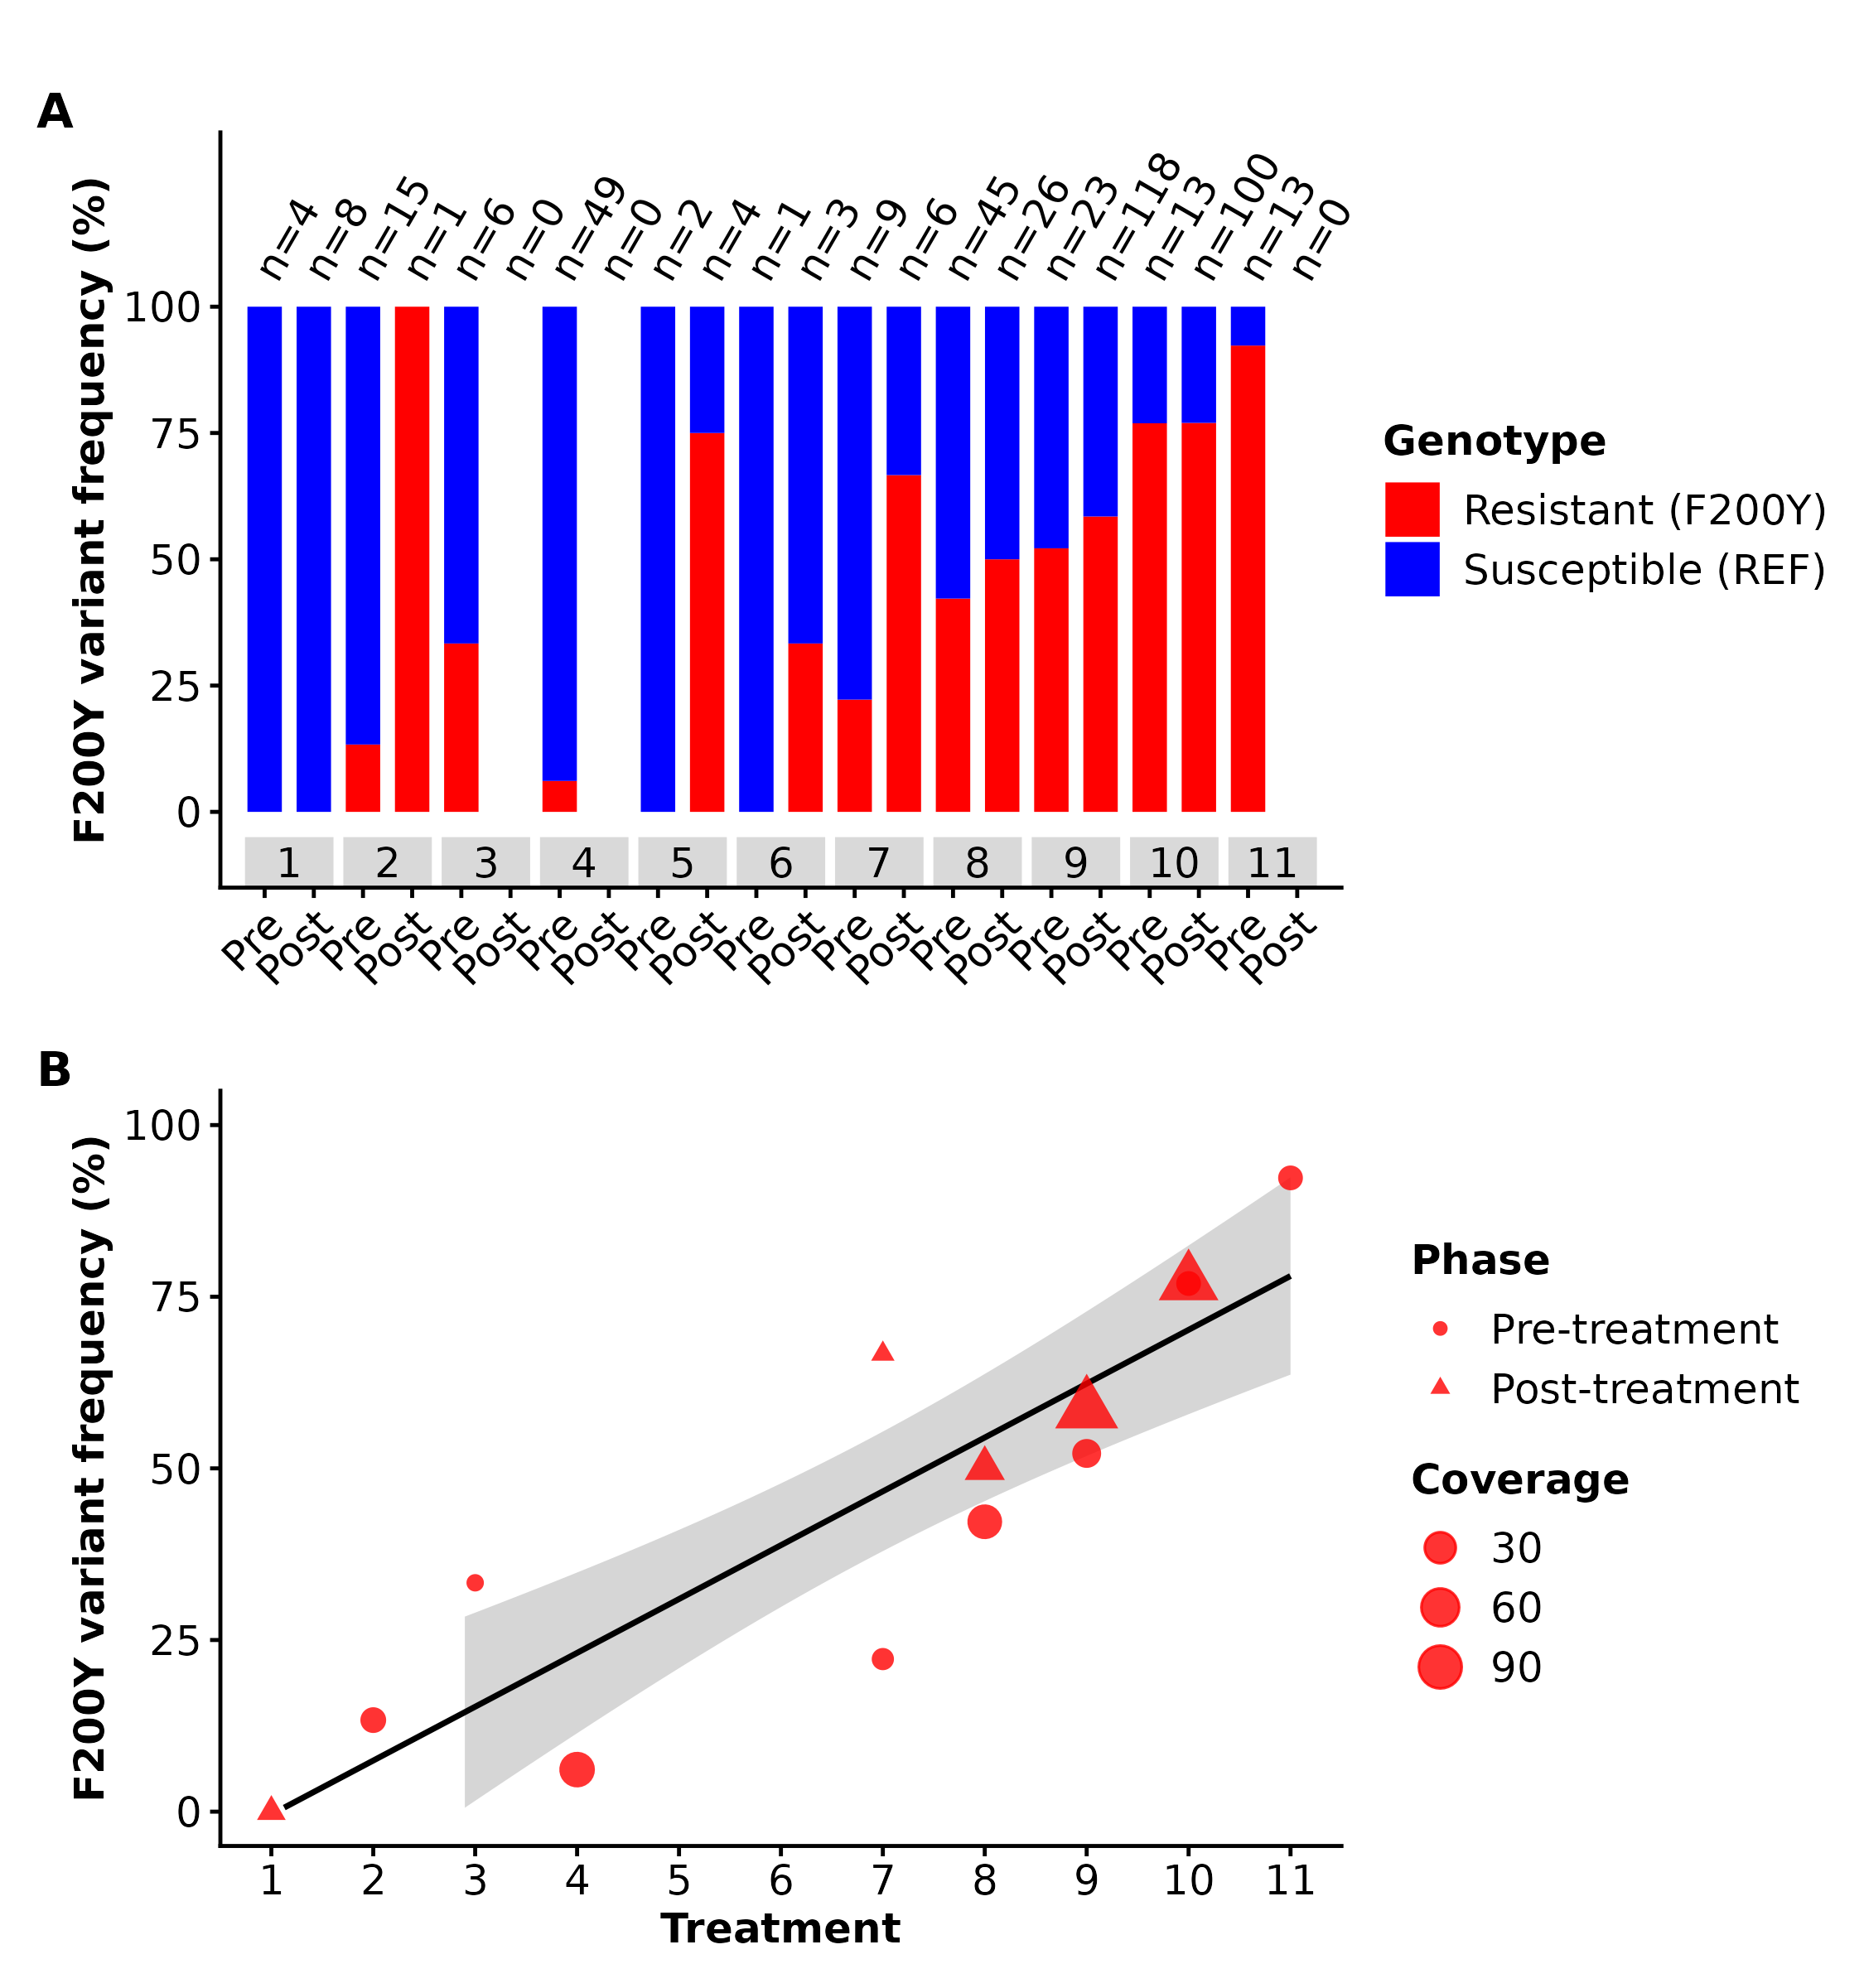 A
F200Y variant frequency (%)
n=4 n=8 n=15 n=1 n=6 n=0 n=49 n=0 n=2 n=4 n=1 n=3 n=9 n=6 n=45 n=26 n=23 n=118 n=13 n=100 n=13 n=0
100
75
50
25
0
1 2 3 4 5 6 7 8 9 10 11
Pre Post Pre Post Pre Post Pre Post Pre Post Pre Post Pre Post Pre Post Pre Post Pre Post Pre Post
Genotype
Resistant (F200Y)
Susceptible (REF)
B
F200Y variant frequency (%)
100
75
50
25
0
1 2 3 4 5 6 7 8 9 10 11
Treatment
Phase
Pre-treatment
Post-treatment
Coverage
30
60
90